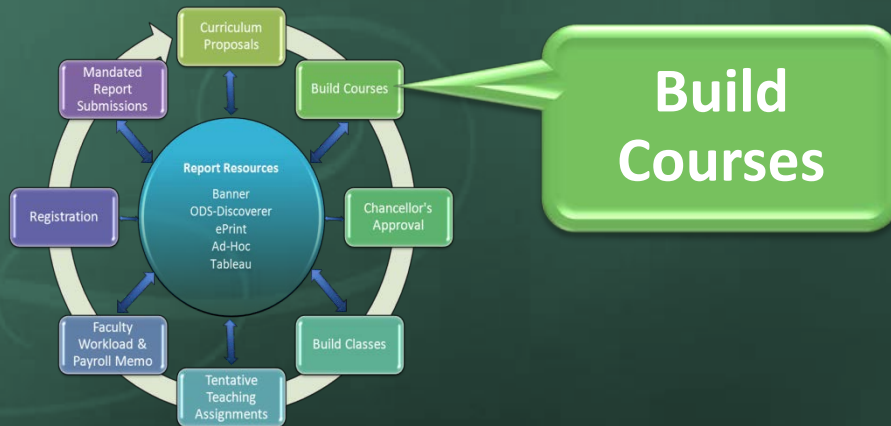 Curriculum
Proposals
Build Courses
Chancellor's
Approval
Build Classes
Tentative
Teaching
Assignments
Faculty
Workload &
Payroll Memo
Registration
Mandated
Report
Submissions
Report Resources
Banner
ODS-Discoverer
ePrint
Ad-Hoc
Tableau
Build
Courses